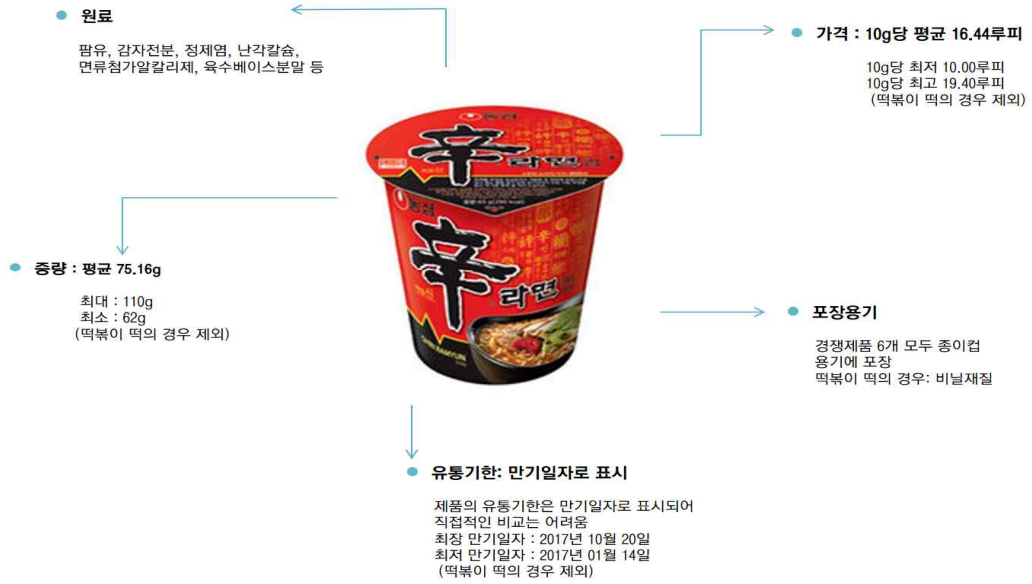 원료
팜유, 감자전분, 정제염, 난각칼슘,
면류첨가알칼리제, 육수베이스분말 등
가격 : 10g당 평균 16.44루피
10g당 최저 10.00루피
10g당 최고 19.40루피
(떡볶이 떡의 경우 제외)
농심
辛
라면컵
중량 : 평균 75.16g
최대 : 110g
최소 : 62g
(떡볶이 떡의 경우 제외)
농심
辛
라면컵
SHIN RAMYUN
포장용기
경쟁제품 6개 모두 종이컵
용기에 포장
떡볶이 떡의 경우: 비닐재질
유통기한: 만기일자로 표시
제품의 유통기한은 만기일자로 표시되어
직접적인 비교는 어려움
최장 만기일자 : 2017년 10월 20일
최저 만기일자 : 2017년 01월 14일
(떡볶이 떡의 경우 제외)